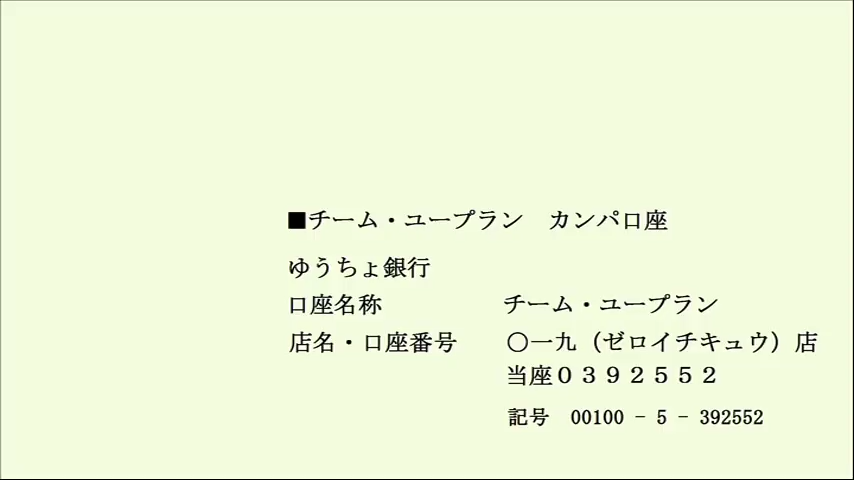 ■チーム・ユープラン　カンパ口座
ゆうちょ銀行
口座名称　チーム・ユープラン
店名・口座番号　〇一九（ゼロイチキュウ）店
当座０３９２５５２
記号　00100 － 5 － 392552